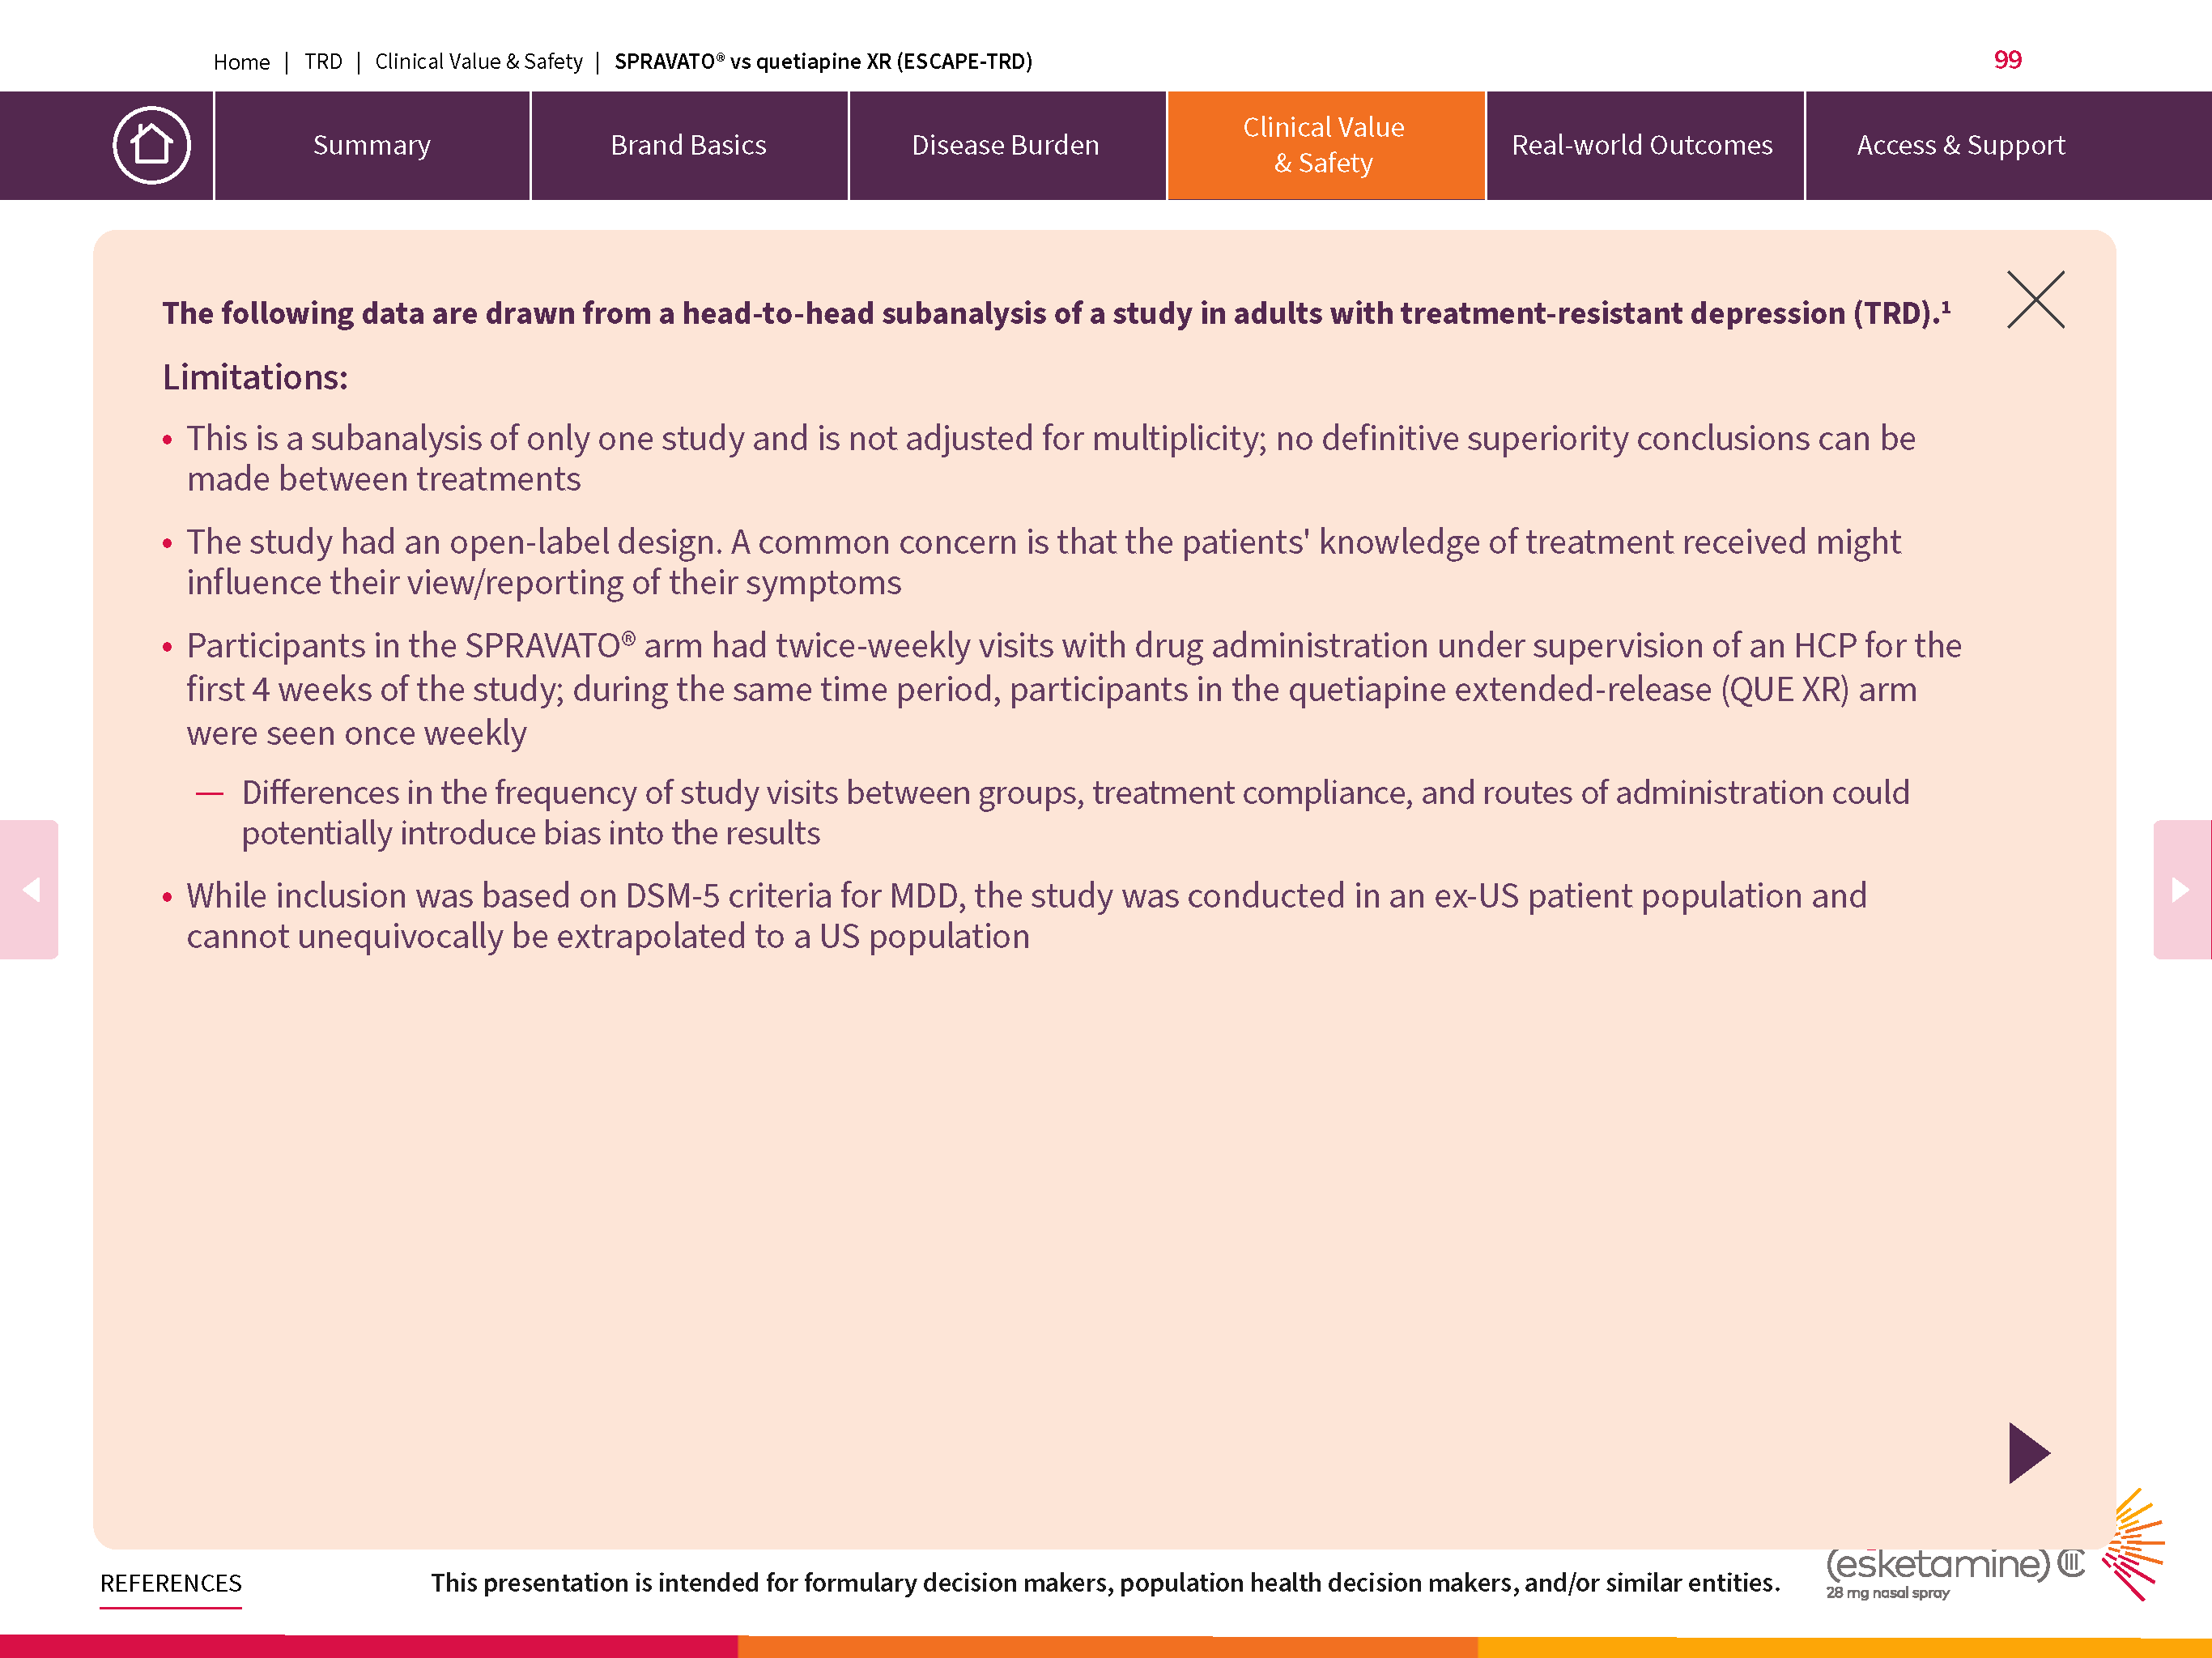 Home | TRD | Clinical Value & Safety | SPRAVATO® vs quetiapine XR (ESCAPE-TRD)
99
Summary
Brand Basics
Disease Burden
Clinical Value
& Safety
Real-world Outcomes
Access & Support
The following data are drawn from a head-to-head subanalysis of a study in adults with treatment-resistant depression (TRD).¹
Limitations:
• This is a subanalysis of only one study and is not adjusted for multiplicity; no definitive superiority conclusions can be
made between treatments
• The study had an open-label design. A common concern is that the patients' knowledge of treatment received might
influence their view/reporting of their symptoms
• Participants in the SPRAVATO® arm had twice-weekly visits with drug administration under supervision of an HCP for the
first 4 weeks of the study; during the same time period, participants in the quetiapine extended-release (QUE XR) arm
were seen once weekly
— Differences in the frequency of study visits between groups, treatment compliance, and routes of administration could
potentially introduce bias into the results
• While inclusion was based on DSM-5 criteria for MDD, the study was conducted in an ex-US patient population and
cannot unequivocally be extrapolated to a US population
REFERENCES
This presentation is intended for formulary decision makers, population health decision makers, and/or similar entities.
(esketamine) CIII
28 mg nasal spray